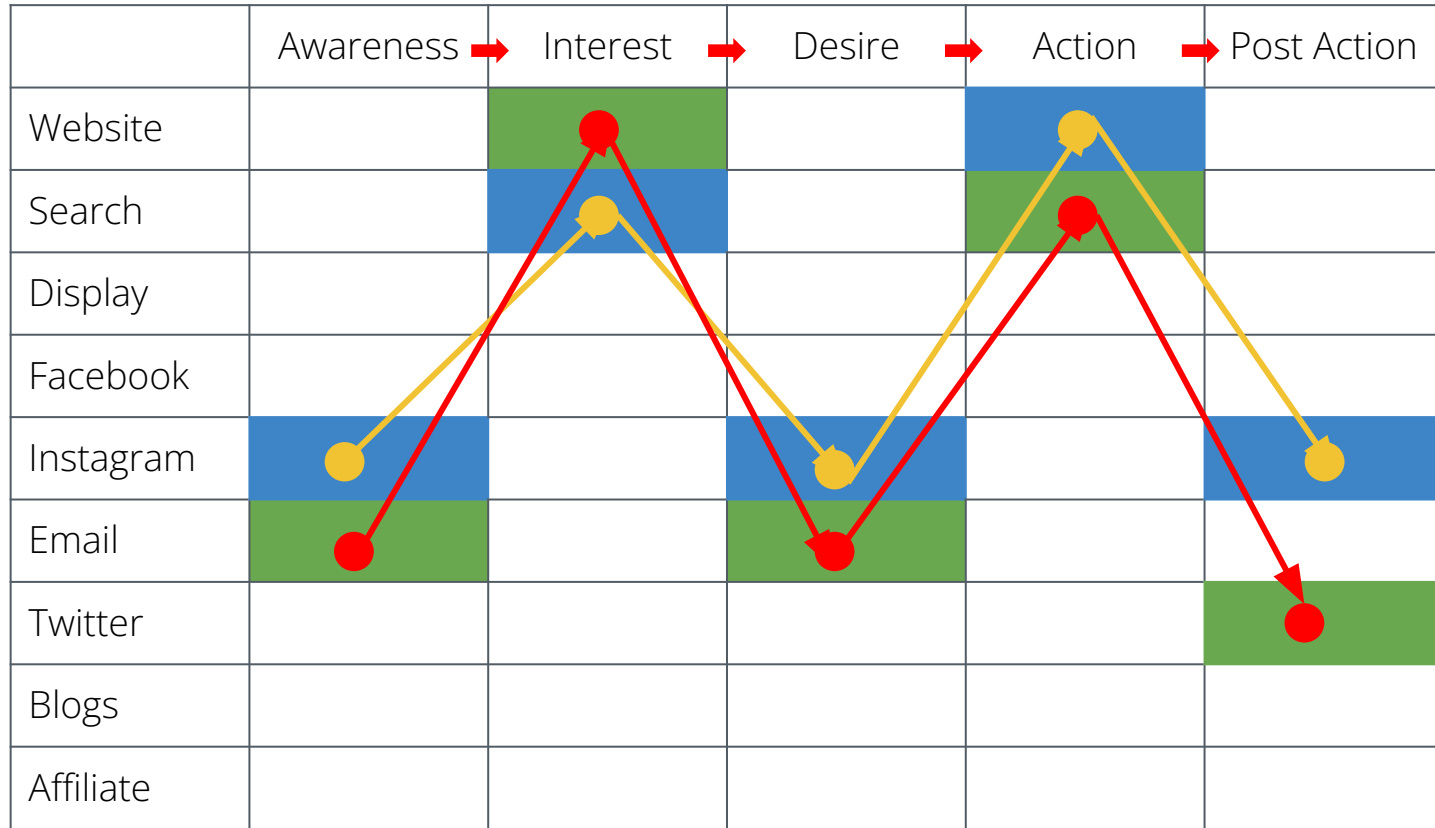 Awareness Interest Desire Action Post Action
Website
Search
Display
Facebook
Instagram
Email
Twitter
Blogs
Affiliate